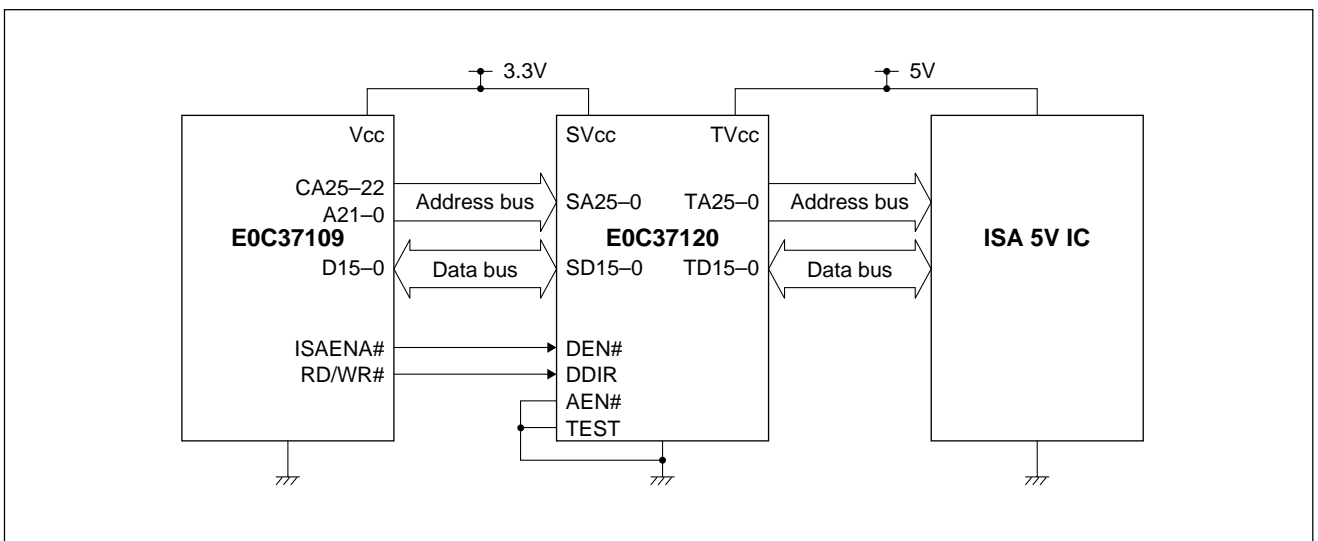 3.3V
5V
Vcc
SVcc
TVcc
CA25–22
A21–0
Address bus
SA25–0
TA25–0
Address bus
E0C37109
E0C37120
ISA 5V IC
D15–0
Data bus
SD15–0
TD15–0
Data bus
ISAENA#
DEN#
RD/WR#
DDIR
AEN#
TEST